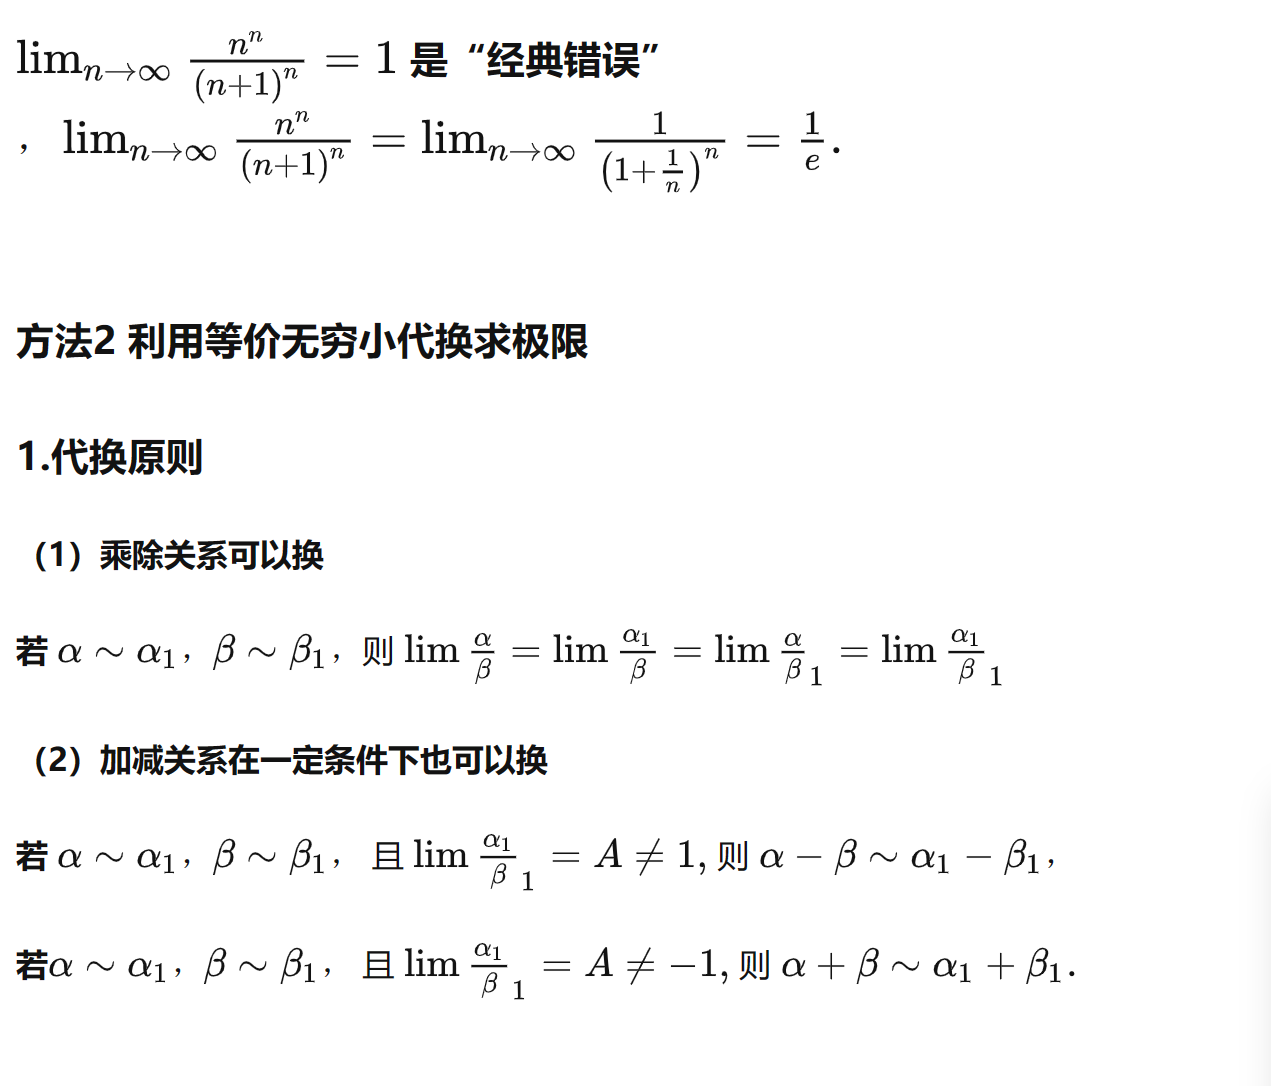 $\lim_{n\to\infty} \frac{n^n}{(n+1)^n} = 1$ 是“经典错误”
，$\lim_{n\to\infty} \frac{n^n}{(n+1)^n} = \lim_{n\to\infty} \frac{1}{\left(1+\frac{1}{n}\right)^n} = \frac{1}{e}.$
方法2 利用等价无穷小代换求极限
1.代换原则
（1）乘除关系可以换
若 $\alpha \sim \alpha_1$，$\beta \sim \beta_1$，则 $\lim \frac{\alpha}{\beta} = \lim \frac{\alpha_1}{\beta} = \lim \frac{\alpha}{\beta}_1 = \lim \frac{\alpha_1}{\beta}_1$
（2）加减关系在一定条件下也可以换
若 $\alpha \sim \alpha_1$，$\beta \sim \beta_1$， 且 $\lim \frac{\alpha_1}{\beta}_1 = A \neq 1,$ 则 $\alpha - \beta \sim \alpha_1 - \beta_1$，
若$\alpha \sim \alpha_1$，$\beta \sim \beta_1$， 且 $\lim \frac{\alpha_1}{\beta}_1 = A \neq -1,$ 则 $\alpha + \beta \sim \alpha_1 + \beta_1.$